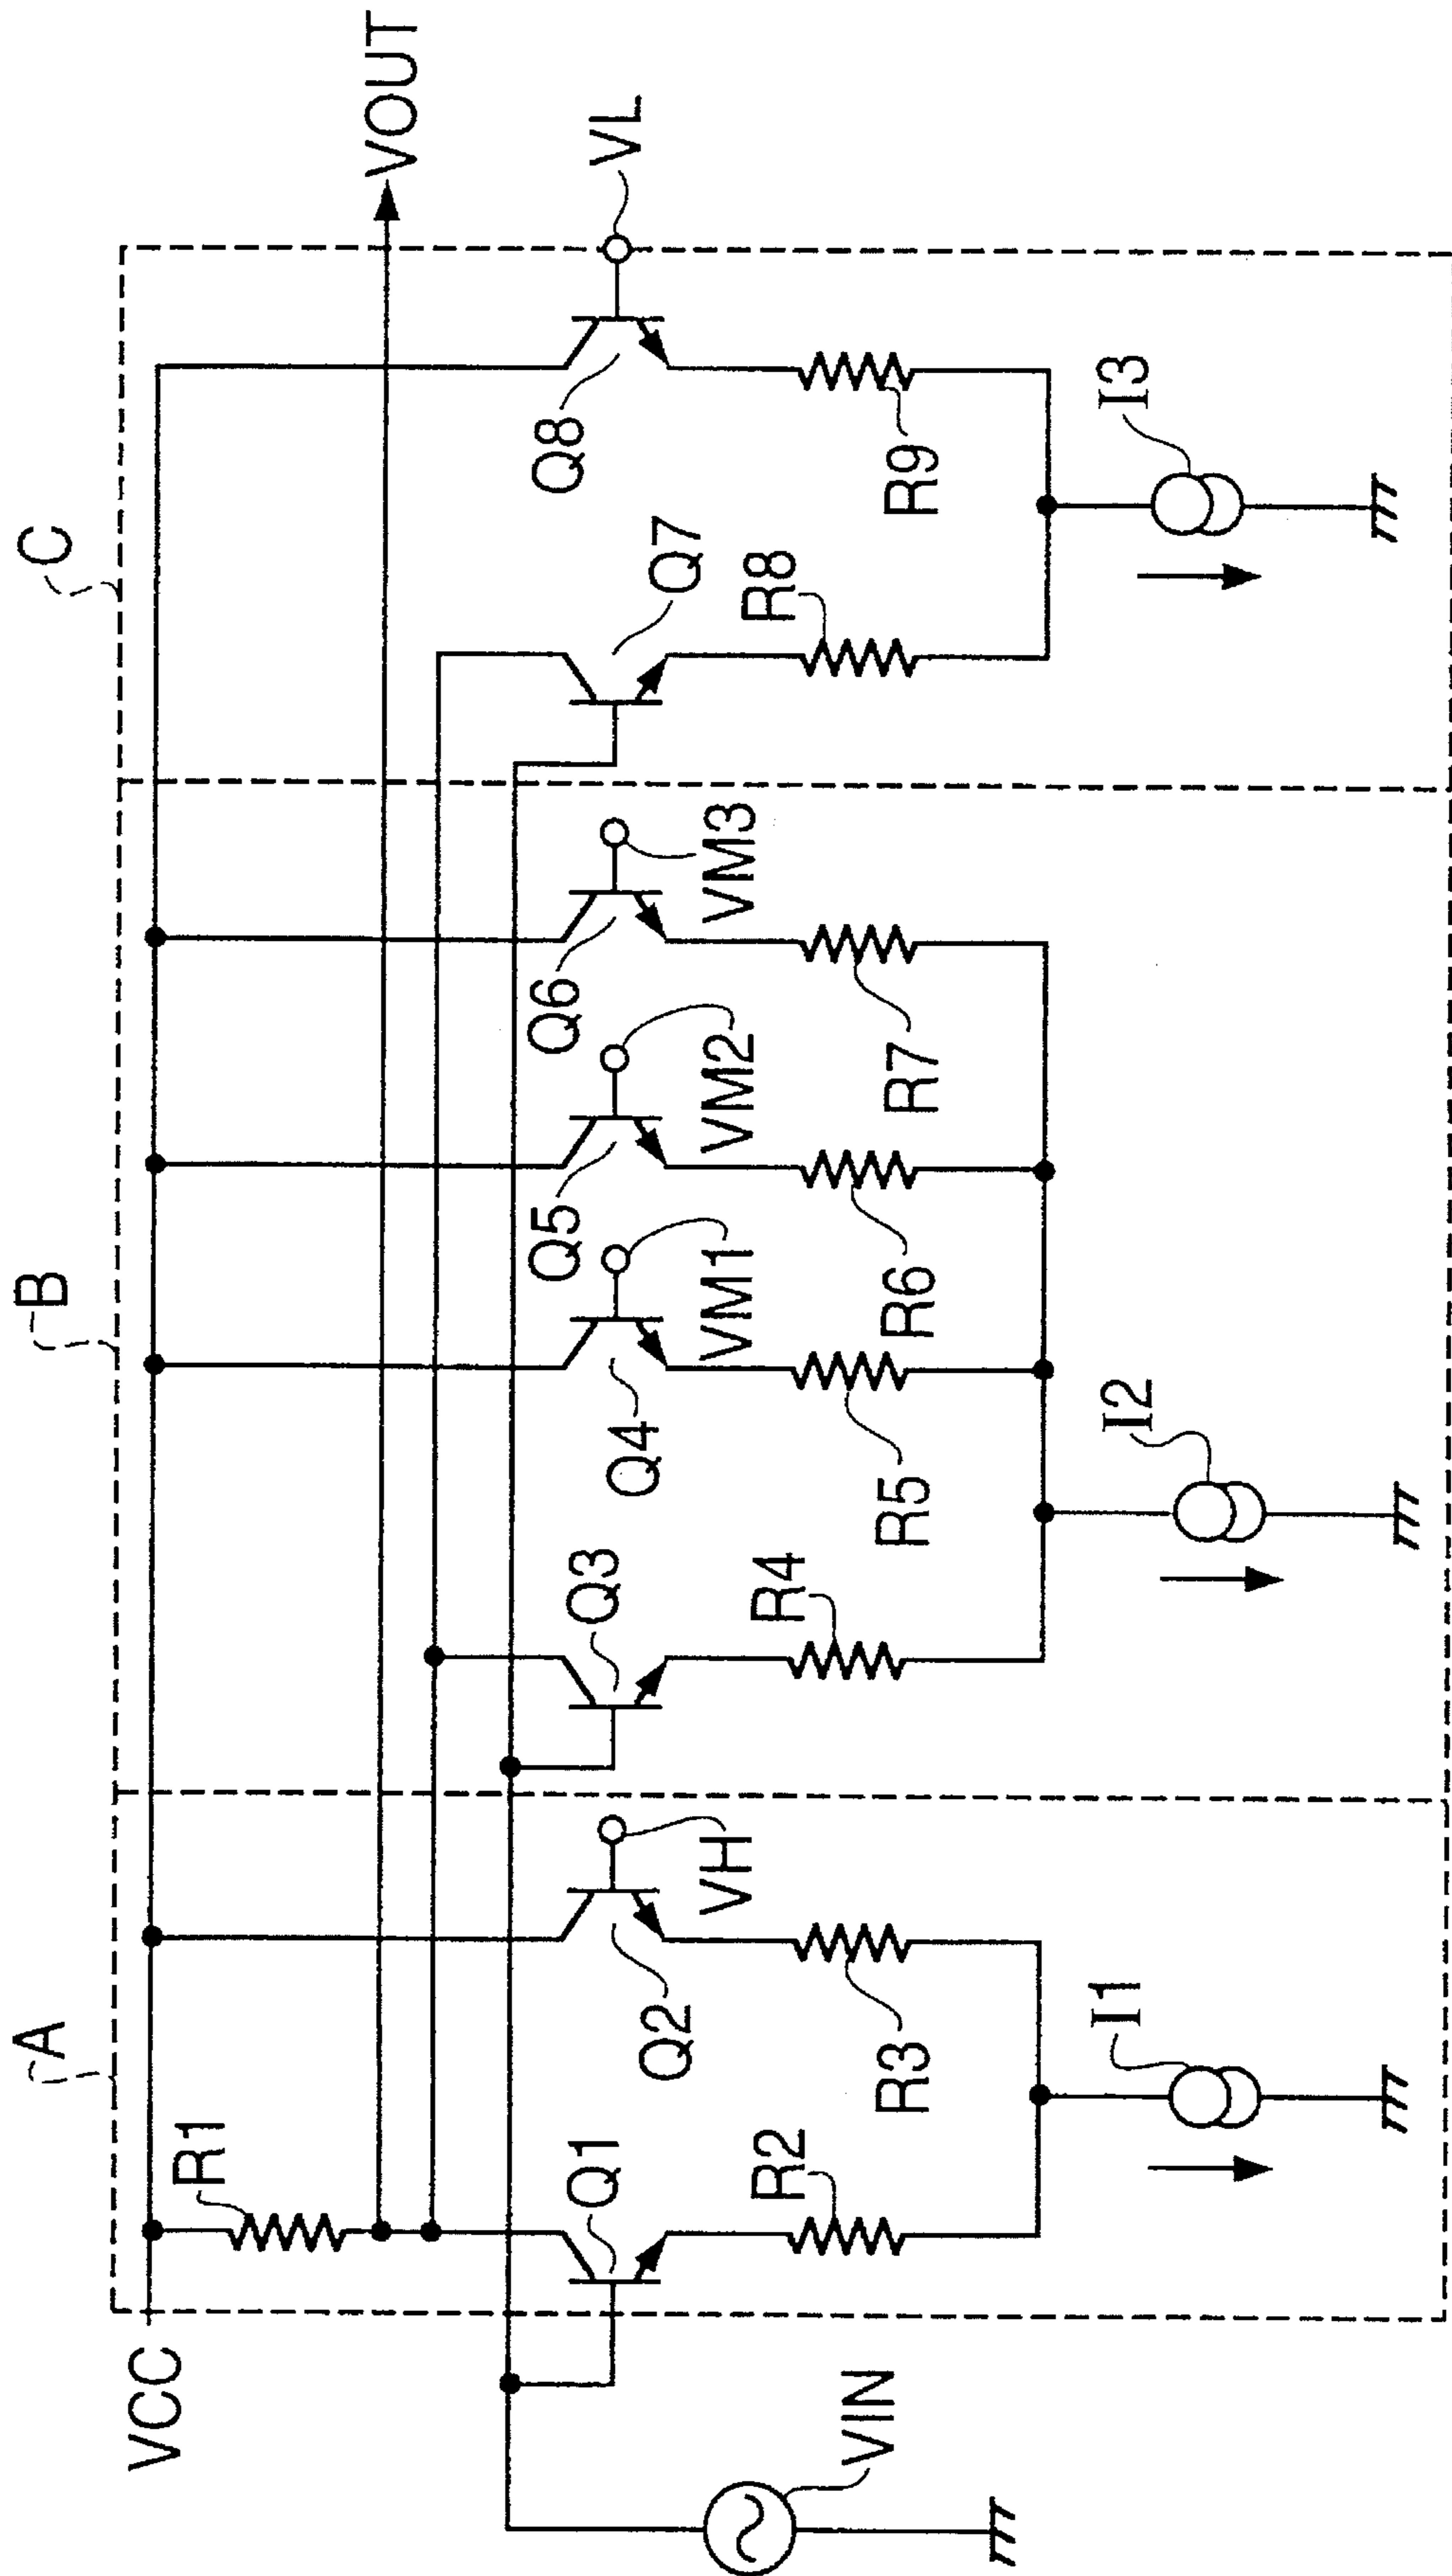 A
B
C
VCC
R1
VOUT
Q1
Q2
VH
Q3
Q4
VM1
Q5
VM2
Q6
VM3
Q7
Q8
VL
VIN
R2
R3
R4
R5
R6
R7
R8
R9
I1
I2
I3